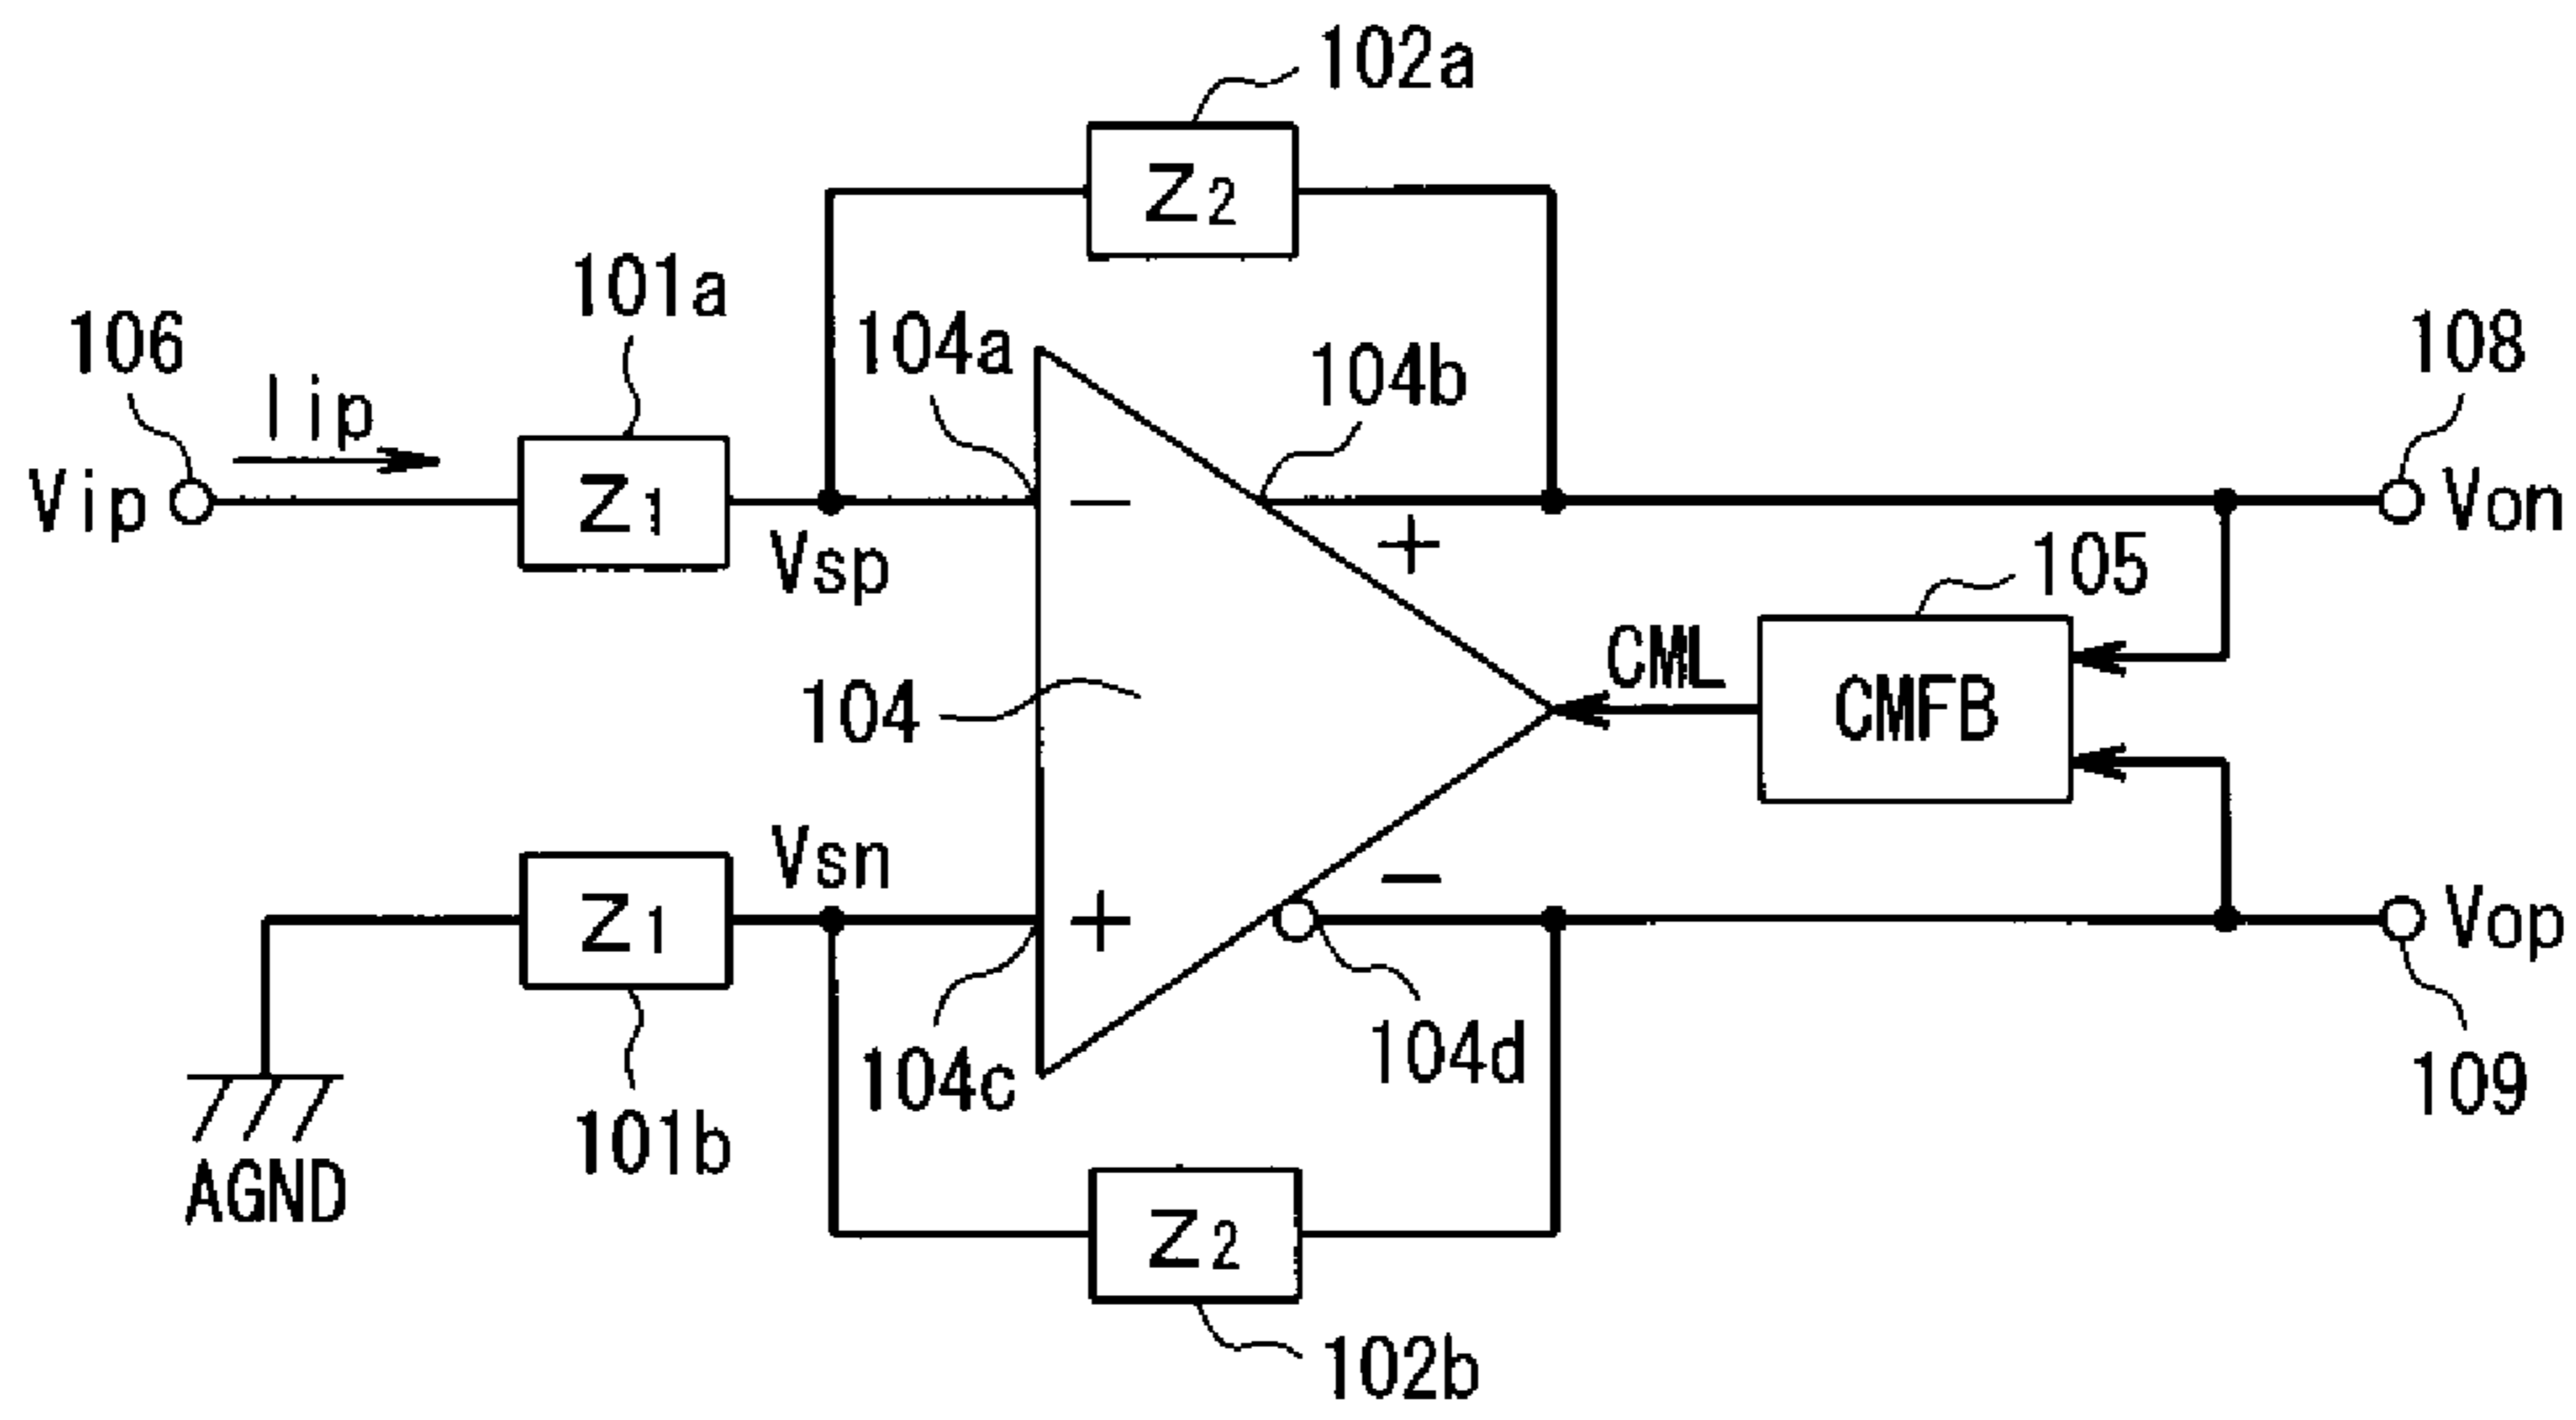 102a
Z2
101a
106
Iip
104a
104b
108
Vip
Z1
−
Von
Vsp
+
105
CML
104
CMFB
Vsn
−
Z1
+
Vop
104c
104d
109
101b
AGND
Z2
102b